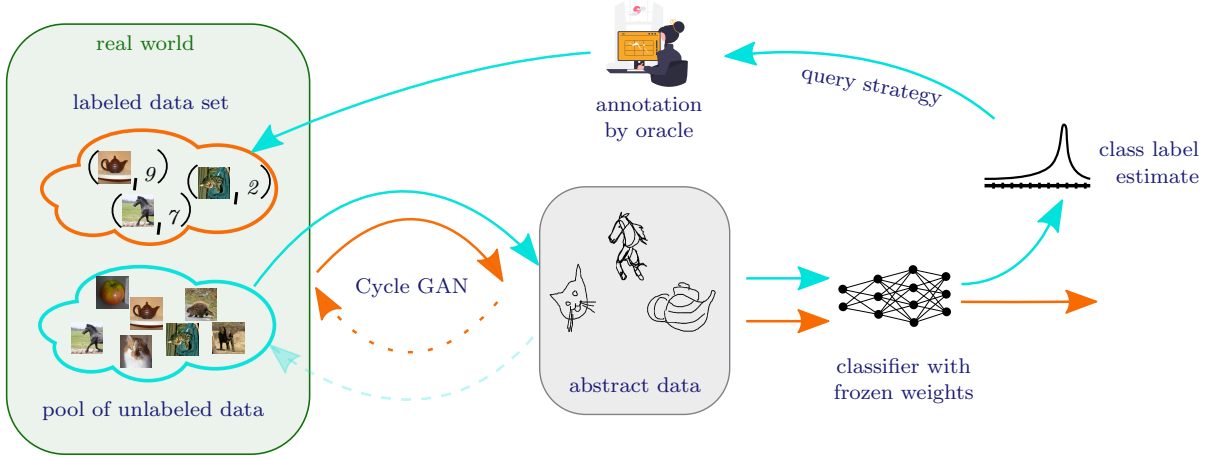 real world
labeled data set
( , 9)
( , 2)
( , 7)
pool of unlabeled data
Cycle GAN
annotation
by oracle
query strategy
abstract data
classifier with
frozen weights
class label
estimate